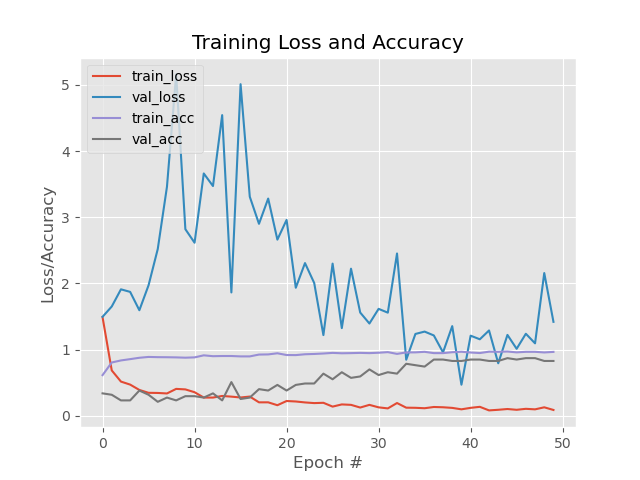 Training Loss and Accuracy
train_loss
val_loss
train_acc
val_acc
5
4
3
2
1
0
Loss/Accuracy
0 10 20 30 40 50
Epoch #